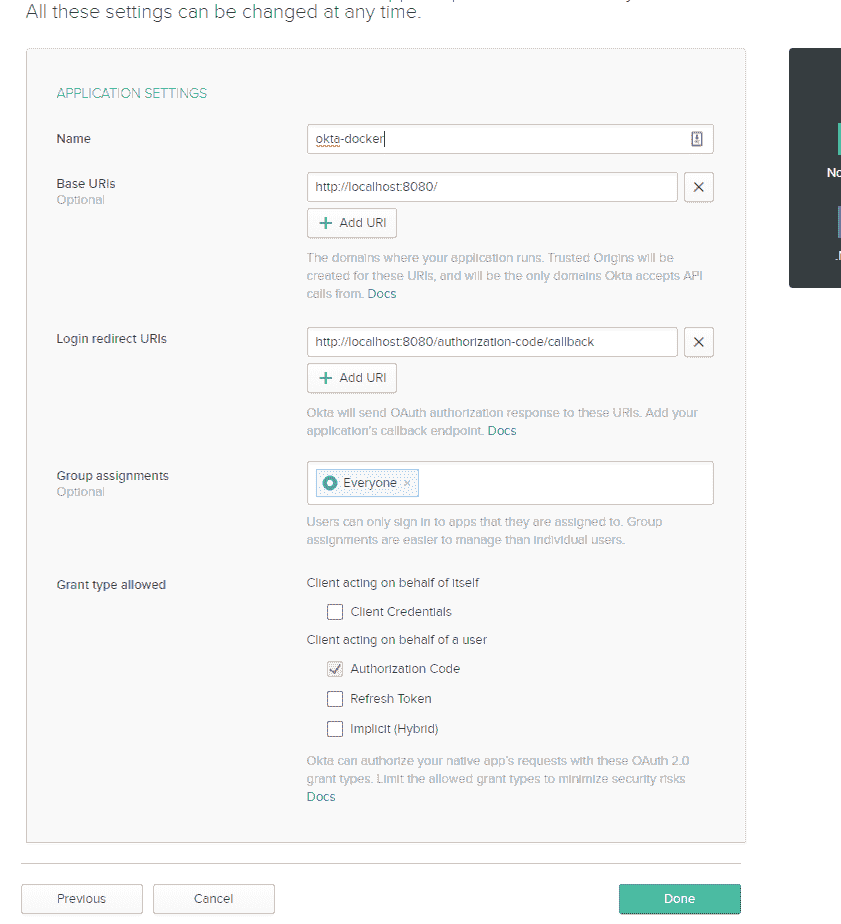 All these settings can be changed at any time.
APPLICATION SETTINGS
Name
okta-docker
Base URIs
Optional
http://localhost:8080/
+ Add URI
The domains where your application runs. Trusted Origins will be
created for these URIs, and will be the only domains Okta accepts API
calls from. Docs
Login redirect URIs
http://localhost:8080/authorization-code/callback
+ Add URI
Okta will send OAuth authorization response to these URIs. Add your
application's callback endpoint. Docs
Group assignments
Optional
Everyone ×
Users can only sign in to apps that they are assigned to. Group
assignments are easier to manage than individual users.
Grant type allowed
Client acting on behalf of itself
Client Credentials
Client acting on behalf of a user
Authorization Code
Refresh Token
Implicit (Hybrid)
Okta can authorize your native app's requests with these OAuth 2.0
grant types. Limit the allowed grant types to minimize security risks
Docs
Previous
Cancel
Done